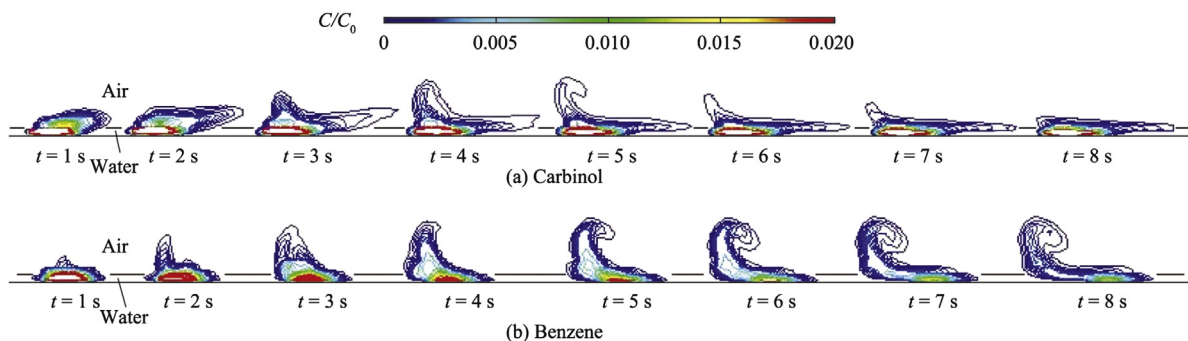 C/C₀
0 0.005 0.010 0.015 0.020
Air
t = 1 s t = 2 s t = 3 s t = 4 s t = 5 s t = 6 s t = 7 s t = 8 s
Water
(a) Carbinol
Air
t = 1 s t = 2 s t = 3 s t = 4 s t = 5 s t = 6 s t = 7 s t = 8 s
Water
(b) Benzene